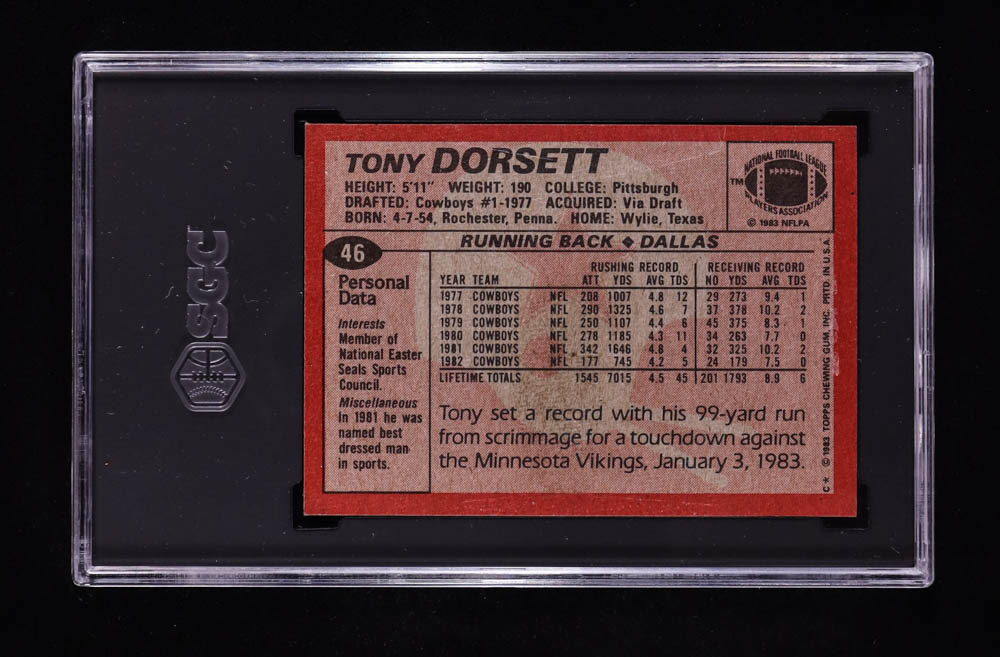 TONY DORSETT
HEIGHT: 5'11" WEIGHT: 190 COLLEGE: Pittsburgh
DRAFTED: Cowboys #1-1977 ACQUIRED: Via Draft
BORN: 4-7-54, Rochester, Penna. HOME: Wylie, Texas
NATIONAL FOOTBALL LEAGUE
PLAYERS ASSOCIATION
TM
© 1983 NFLPA
46
RUNNING BACK ◆ DALLAS
Personal
Data
Interests
Member of
National Easter
Seals Sports
Council.
Miscellaneous
In 1981 he was
named best
dressed man
in sports.
RUSHING RECORD RECEIVING RECORD
YEAR TEAM ATT YDS AVG TDS NO YDS AVG TDS
1977 COWBOYS NFL 208 1007 4.8 12 29 273 9.4 1
1978 COWBOYS NFL 290 1325 4.6 7 37 378 10.2 2
1979 COWBOYS NFL 250 1107 4.4 6 45 375 8.3 1
1980 COWBOYS NFL 278 1185 4.3 11 34 263 7.7 0
1981 COWBOYS NFL 342 1646 4.8 4 32 325 10.2 2
1982 COWBOYS NFL 177 745 4.2 5 24 179 7.5 0
LIFETIME TOTALS 1545 7015 4.5 45 201 1793 8.9 6
Tony set a record with his 99-yard run
from scrimmage for a touchdown against
the Minnesota Vikings, January 3, 1983.
C* © 1983 TOPPS CHEWING GUM, INC. PRTD. IN U.S.A.
SGC